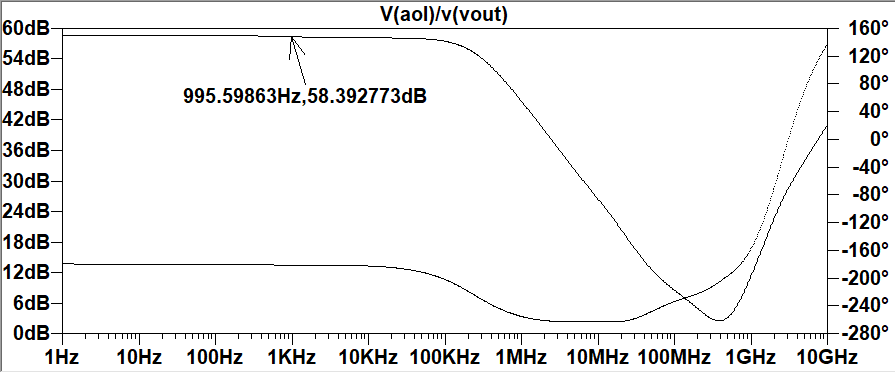 V(aol)/v(vout)
60dB 160°
54dB 120°
48dB 80°
995.59863Hz,58.392773dB
42dB 40°
36dB 0°
30dB -40°
24dB -80°
18dB -120°
12dB -160°
-200°
6dB -240°
0dB -280°
1Hz 10Hz 100Hz 1KHz 10KHz 100KHz 1MHz 10MHz 100MHz 1GHz 10GHz